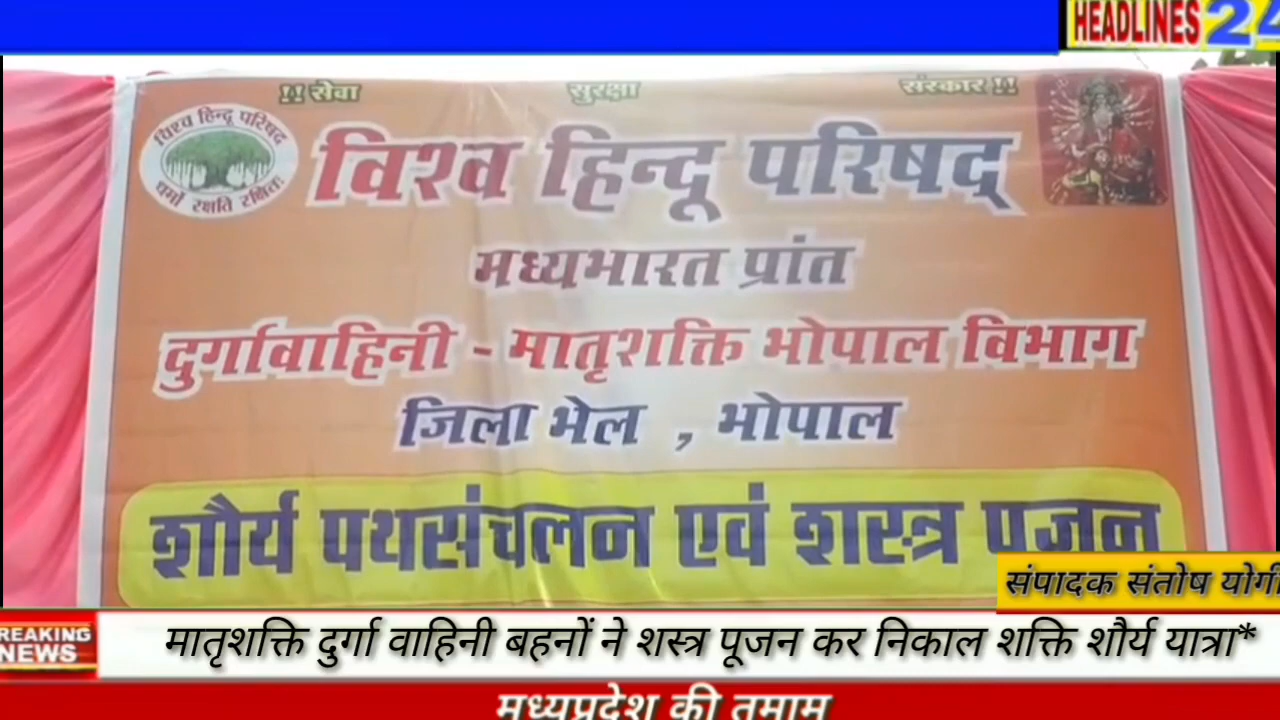 HEADLINES 24
!! सेवा सुरक्षा संस्कार !!
विश्व हिन्दू परिषद
धर्मो रक्षति रक्षितः
विश्व हिन्दू परिषद्
मध्यभारत प्रांत
दुर्गावाहिनी - मातृशक्ति भोपाल विभाग
जिला भेल , भोपाल
शौर्य पथसंचलन एवं शस्त्र पूजन
संपादक संतोष योगी
BREAKING NEWS
मातृशक्ति दुर्गा वाहिनी बहनों ने शस्त्र पूजन कर निकाल शक्ति शौर्य यात्रा*
मध्यप्रदेश की तमाम